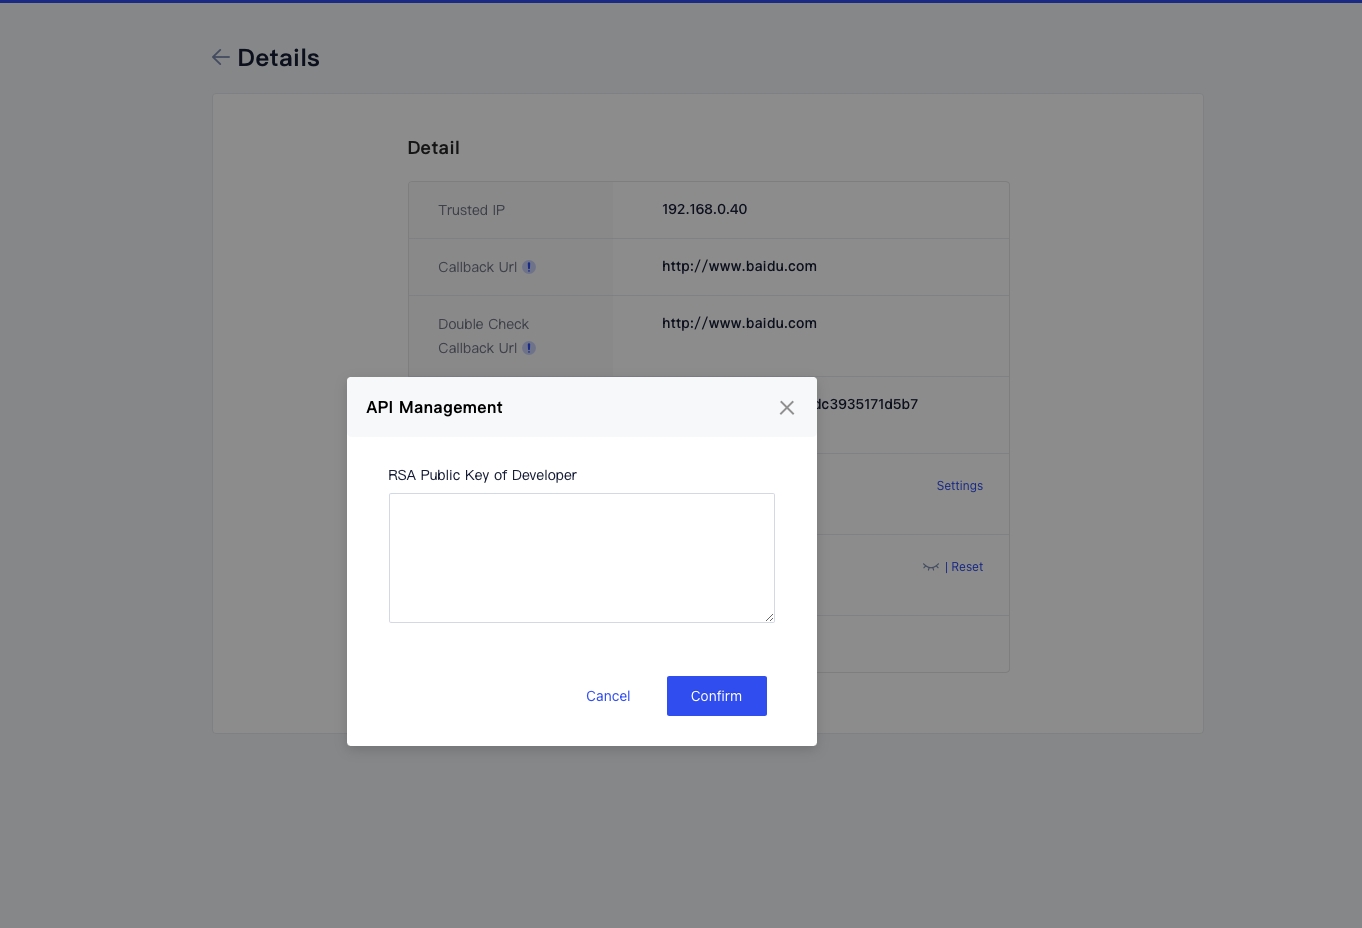 Details
Detail
Trusted IP
192.168.0.40
Callback Url
http://www.baidu.com
Double Check
Callback Url
http://www.baidu.com
dc3935171d5b7
API Management
RSA Public Key of Developer
Settings
| Reset
Cancel
Confirm